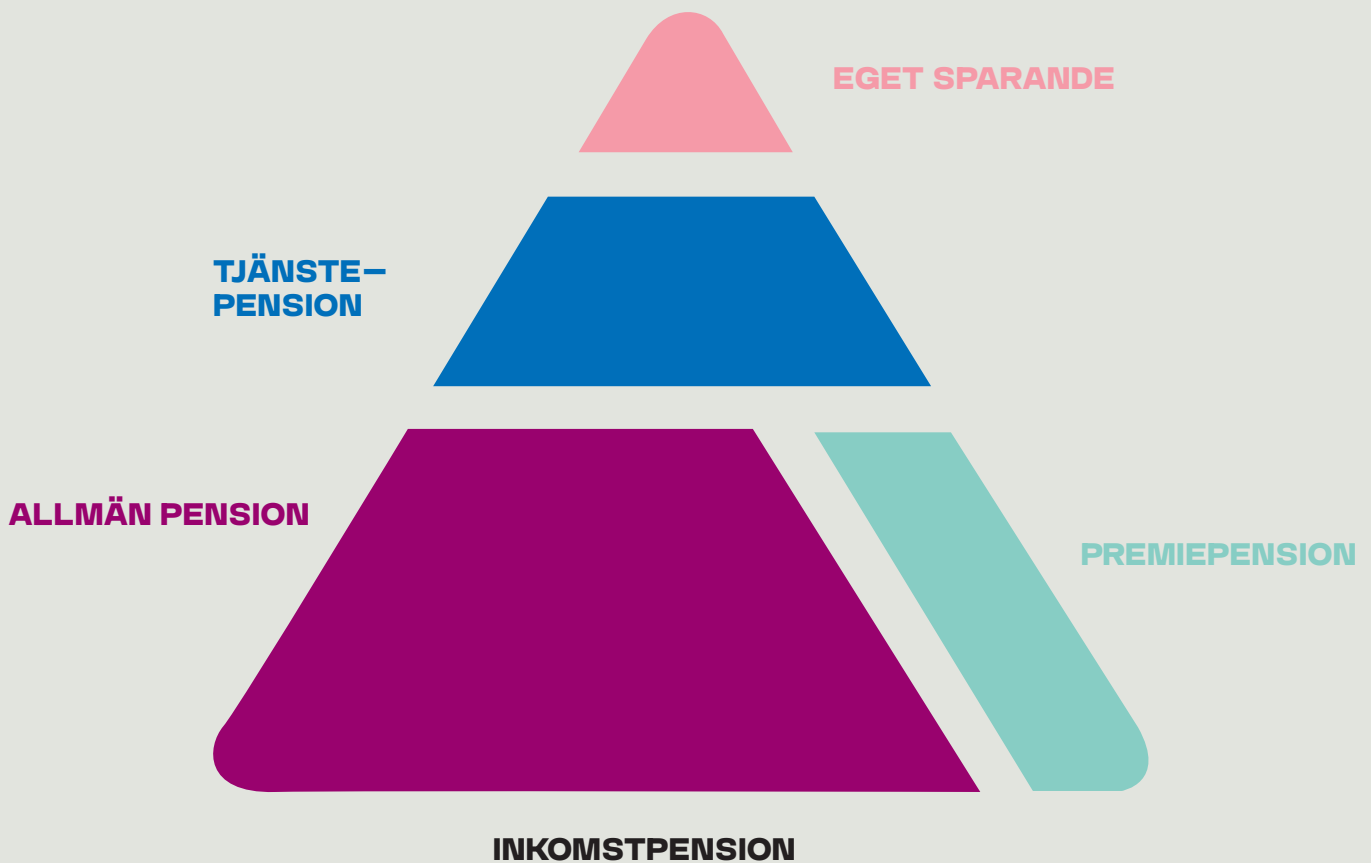 EGET SPARANDE
TJÄNSTE–
PENSION
ALLMÄN PENSION
PREMIEPENSION
INKOMSTPENSION